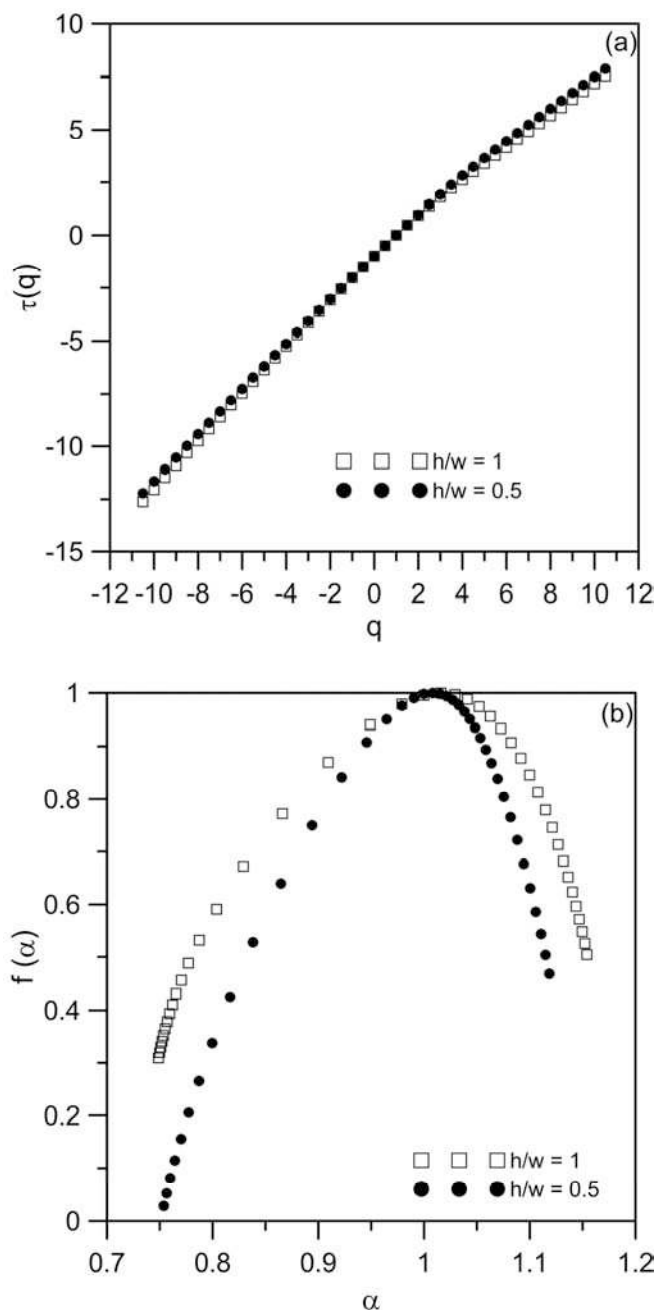 10
(a)
5
0
τ(q)
-5
-10
h/w = 1
h/w = 0.5
-15
-12 -10 -8 -6 -4 -2 0 2 4 6 8 10 12
q
1
(b)
0.8
0.6
f (α)
0.4
0.2
h/w = 1
h/w = 0.5
0
0.7 0.8 0.9 1 1.1 1.2
α